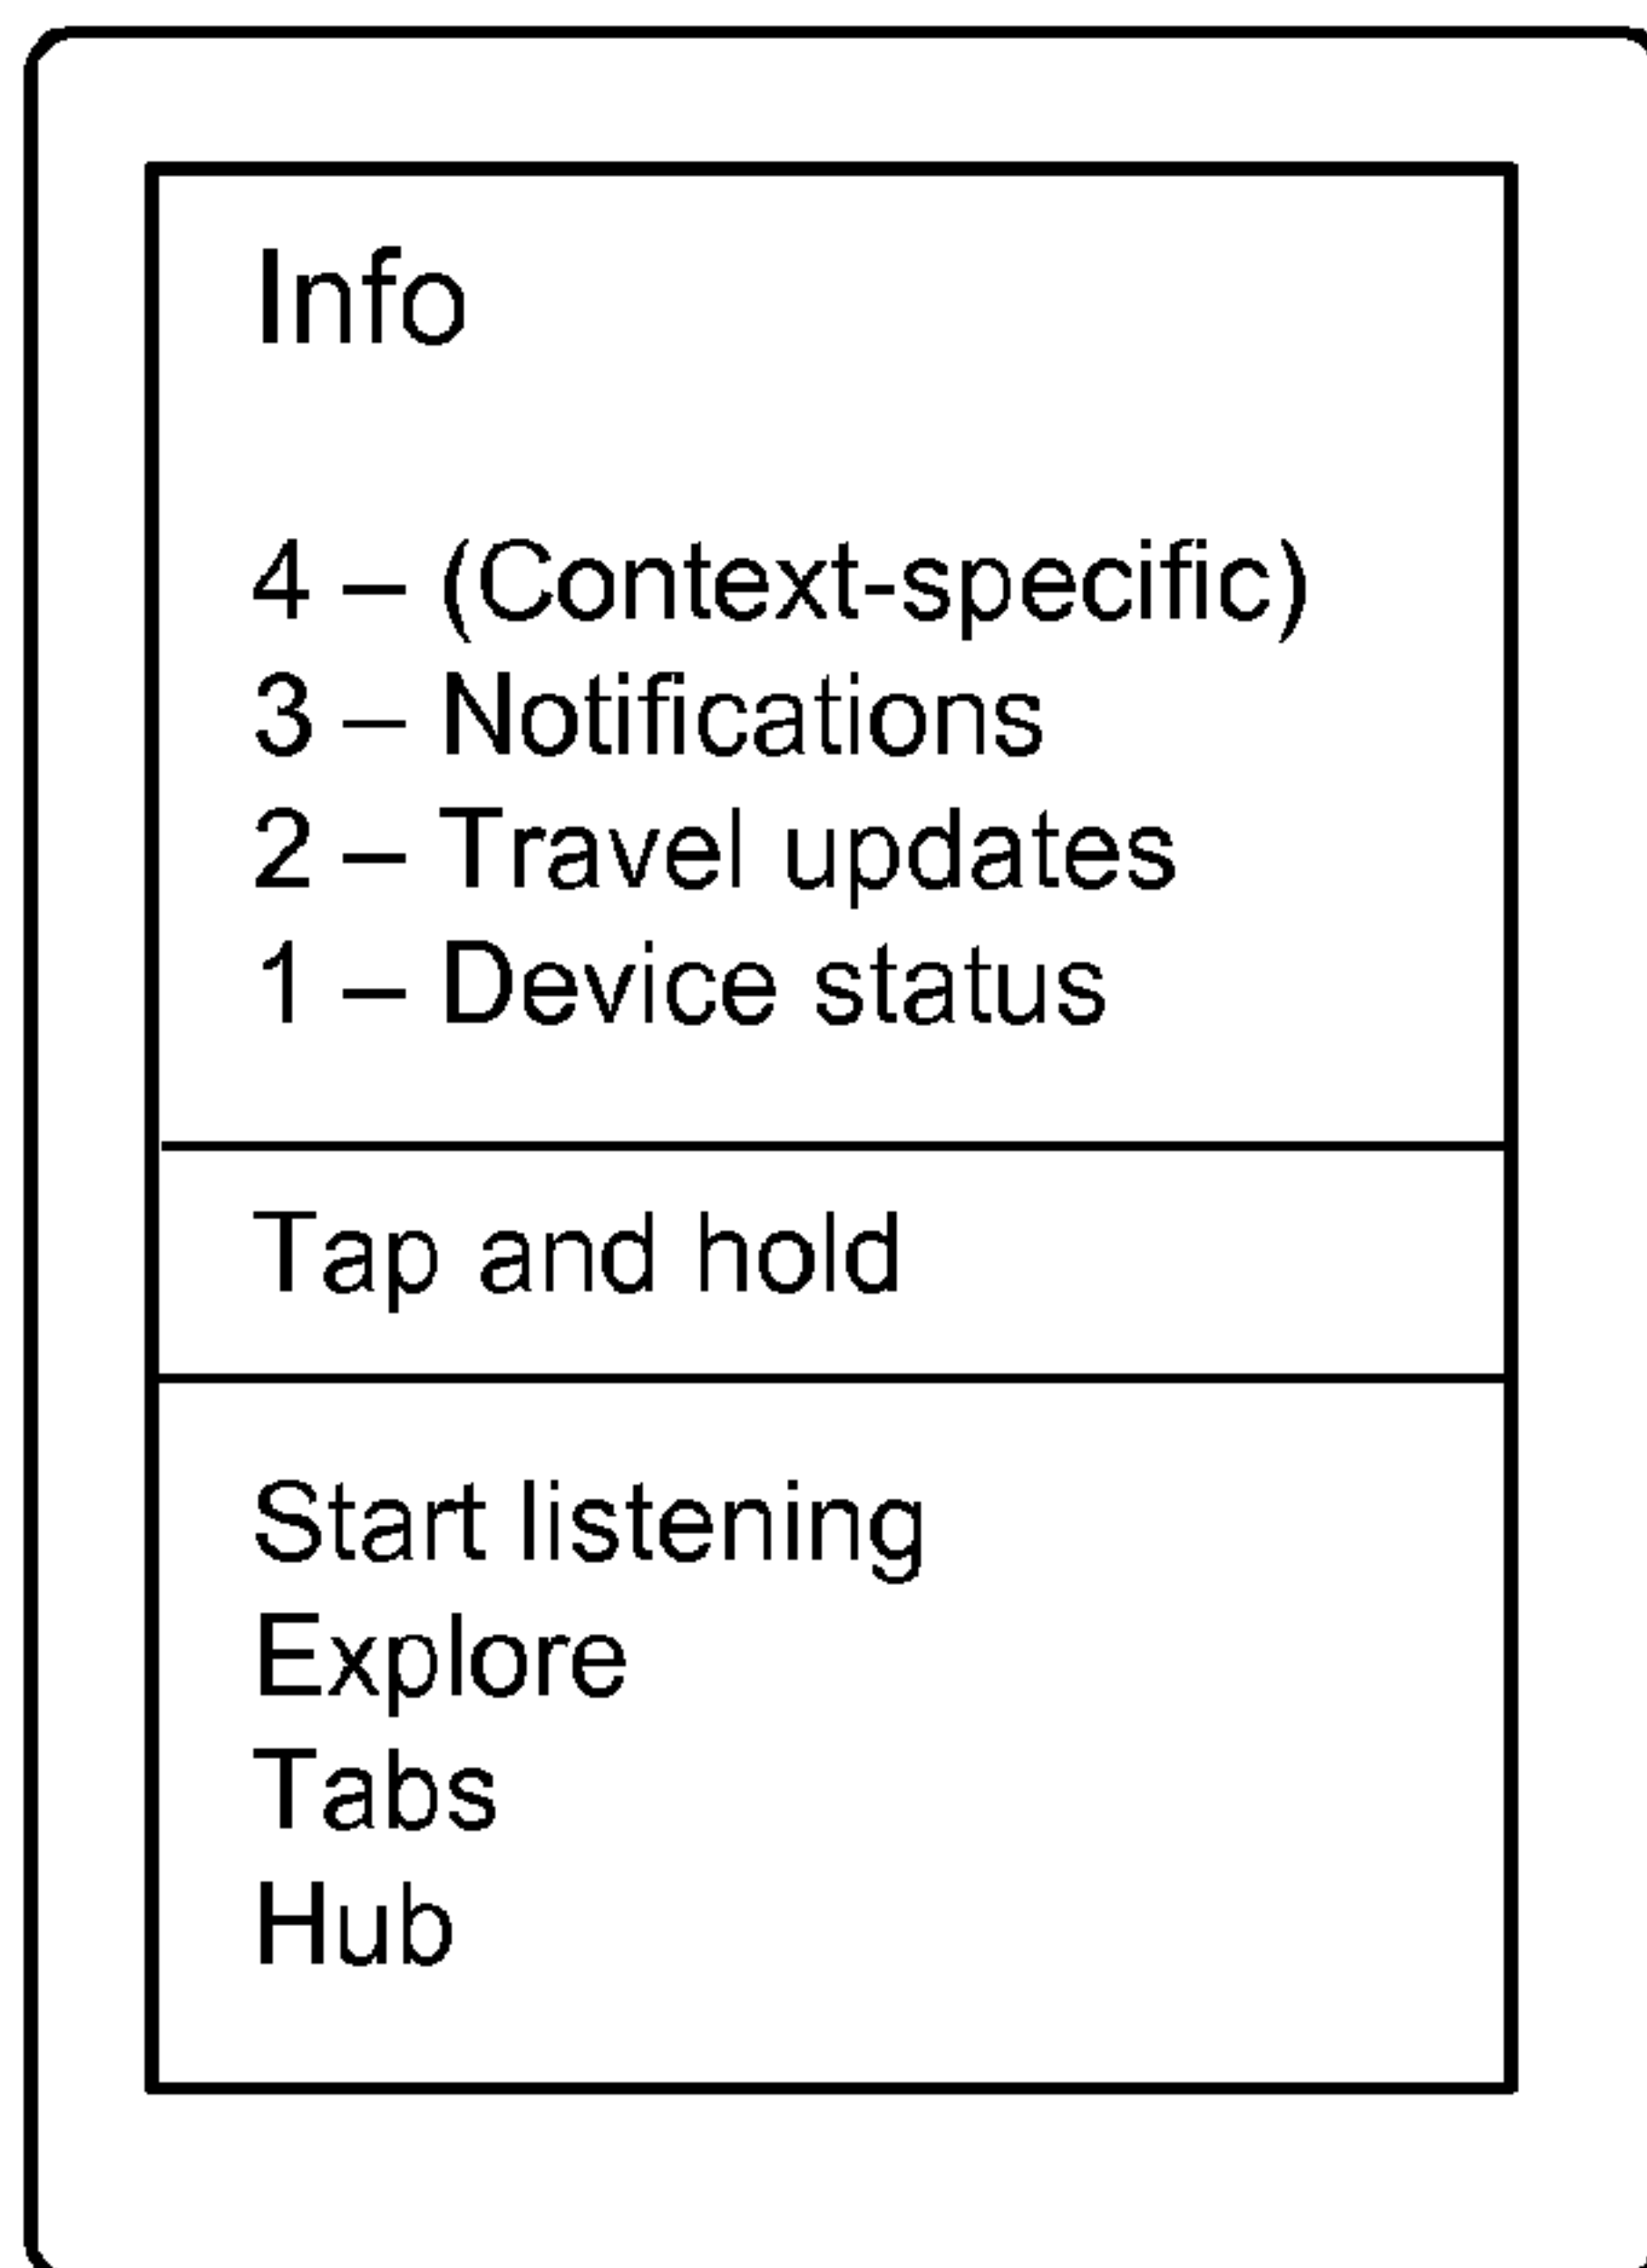 Info
4 – (Context-specific)
3 – Notifications
2 – Travel updates
1 – Device status
Tap and hold
Start listening
Explore
Tabs
Hub